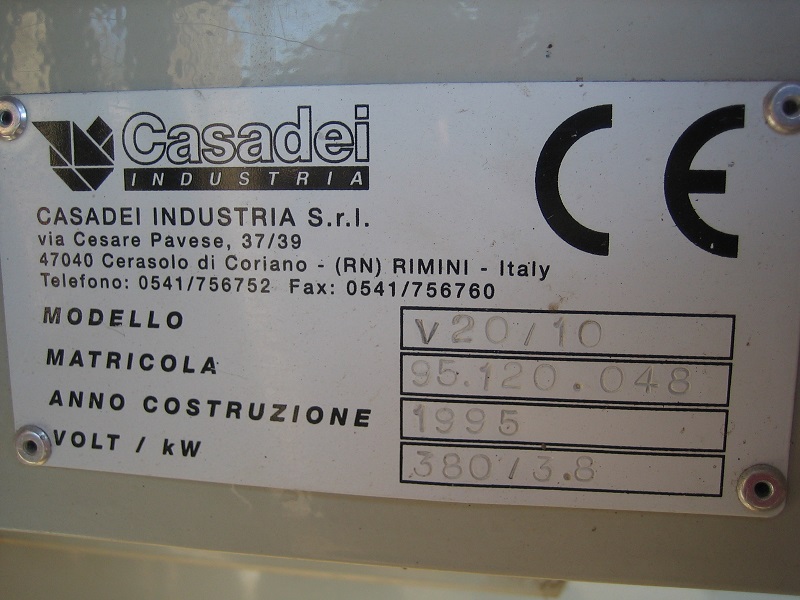 Casadei
INDUSTRIA
CE
CASADEI INDUSTRIA S.r.l.
via Cesare Pavese, 37/39
47040 Cerasolo di Coriano - (RN) RIMINI - Italy
Telefono: 0541/756752 Fax: 0541/756760
MODELLO V20/10
MATRICOLA 95.120.048
ANNO COSTRUZIONE 1995
VOLT / kW 380/3.8